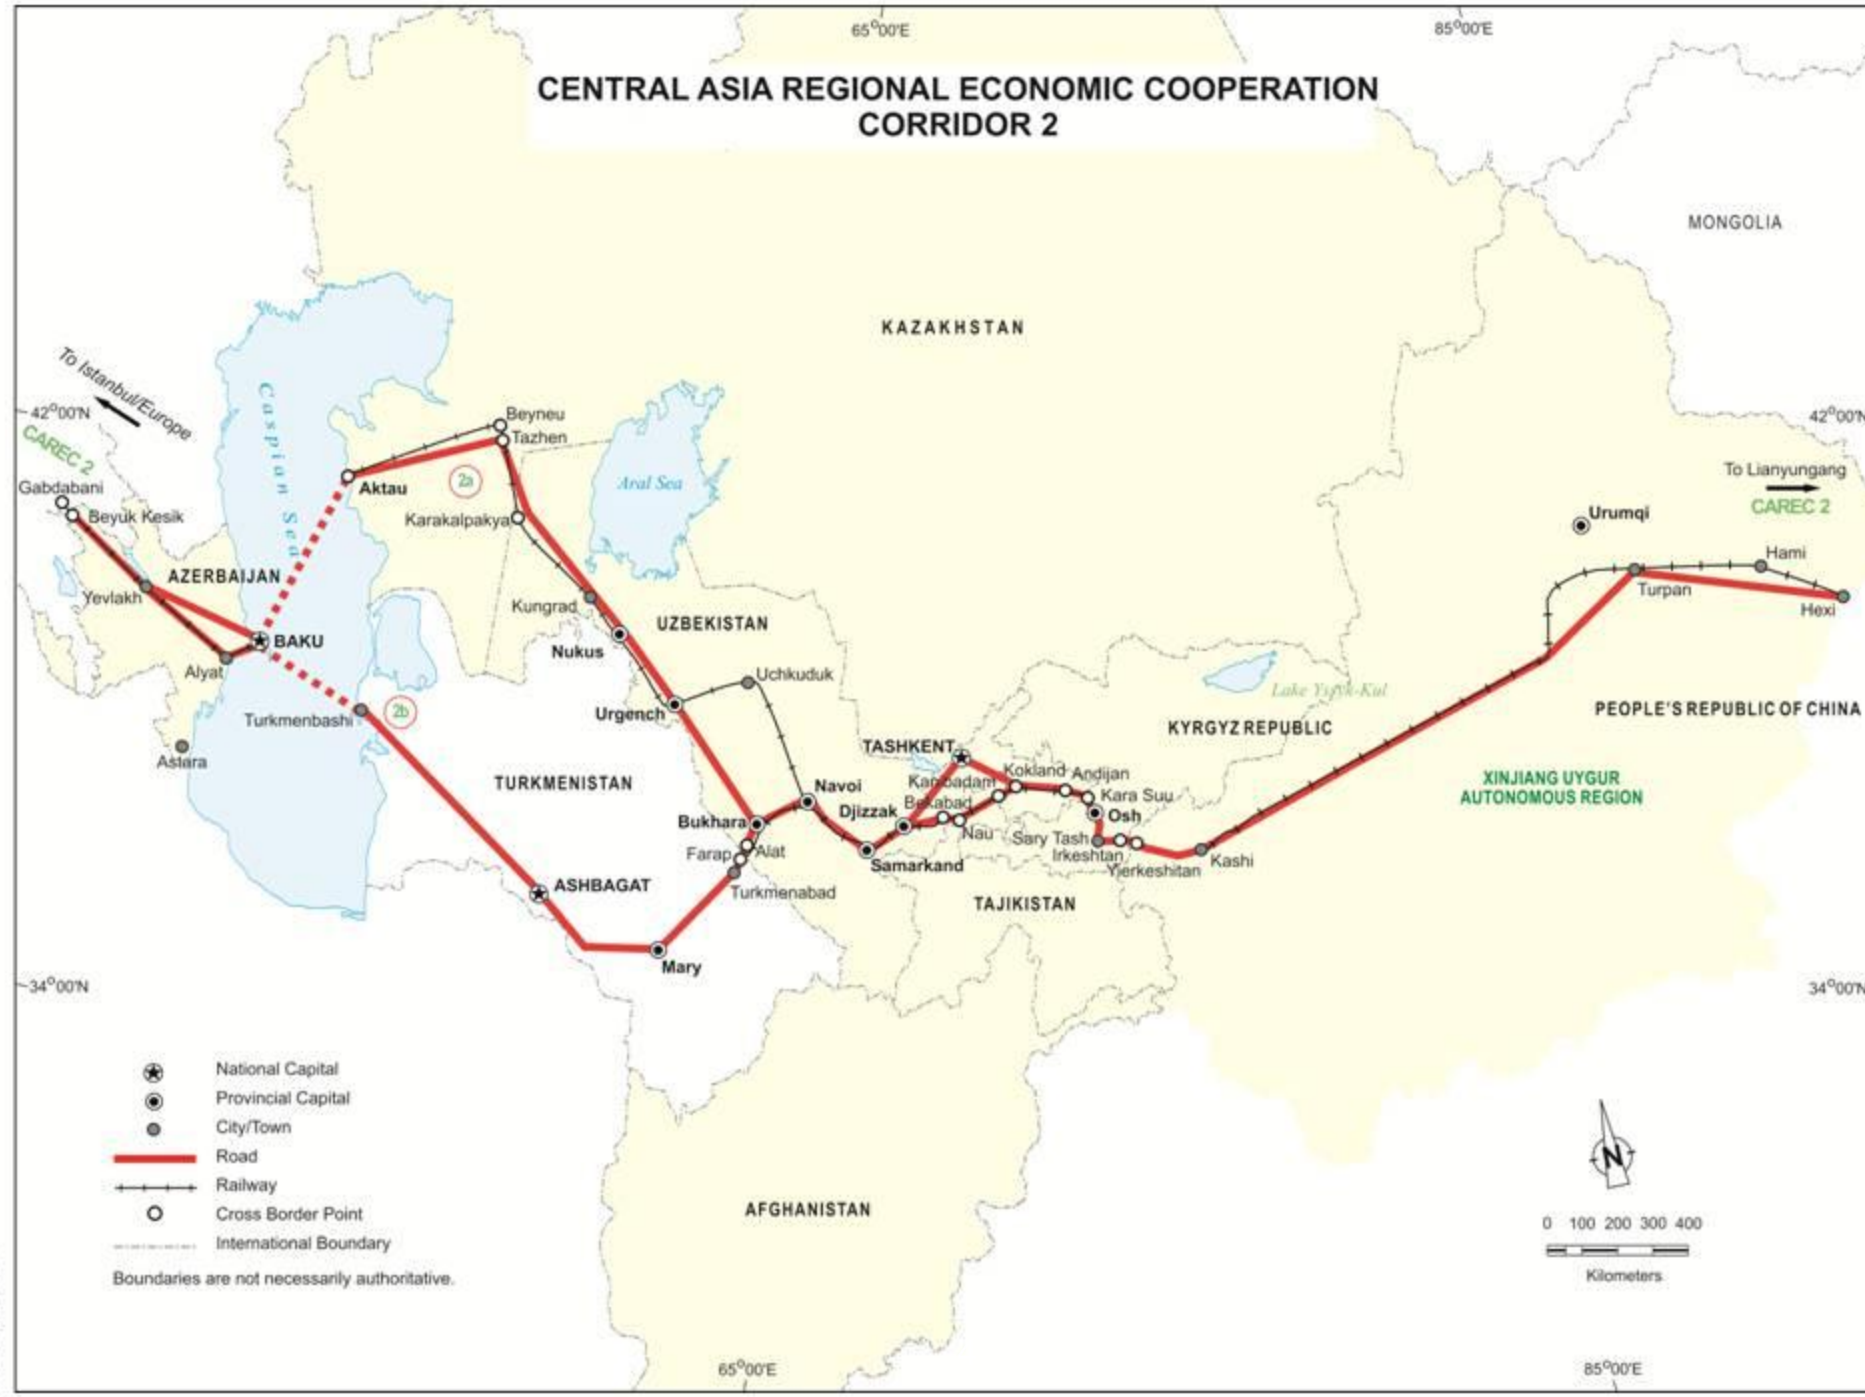 65°00'E
85°00'E
CENTRAL ASIA REGIONAL ECONOMIC COOPERATION
CORRIDOR 2
MONGOLIA
KAZAKHSTAN
To Istanbul/Europe
42°00'N
42°00'N
CAREC 2
Caspian Sea
Beyneu
Tazhen
Aral Sea
2a
Aktau
To Lianyungang
CAREC 2
Gabdabani
Beyuk Kesik
Karakalpakya
Urumqi
Hami
AZERBAIJAN
Yevlakh
Kungrad
UZBEKISTAN
Turpan
Hexi
BAKU
Nukus
Alyat
Uchkuduk
Lake Yisyk-Kul
Turkmenbashi
2b
Urgench
PEOPLE'S REPUBLIC OF CHINA
KYRGYZ REPUBLIC
Astara
TASHKENT
TURKMENISTAN
Kanibadam
Kokland
Andijan
XINJIANG UYGUR
AUTONOMOUS REGION
Navoi
Bekabad
Kara Suu
Bukhara
Djizzak
Osh
Nau
Sary Tash
Farap
Alat
Irkeshtan
Kashi
Samarkand
Yierkeshitan
ASHBAGAT
Turkmenabad
TAJIKISTAN
Mary
34°00'N
34°00'N
National Capital
Provincial Capital
City/Town
Road
Railway
Cross Border Point
International Boundary
Boundaries are not necessarily authoritative.
AFGHANISTAN
N
0 100 200 300 400
Kilometers
65°00'E
85°00'E